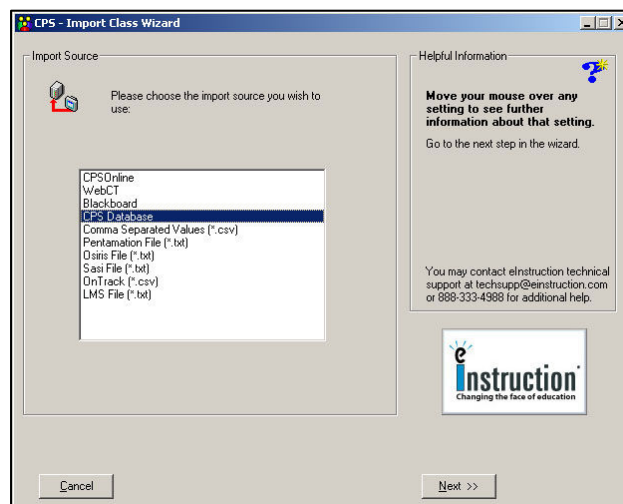 CPS - Import Class Wizard
Import Source
Please choose the import source you wish to
use:
CPSOnline
WebCT
Blackboard
CPS Database
Comma Separated Values (*.csv)
Pentamation File (*.txt)
Osiris File (*.txt)
Sasi File (*.txt)
OnTrack (*.csv)
LMS File (*.txt)
Cancel
Helpful Information
Move your mouse over any
setting to see further
information about that setting.
Go to the next step in the wizard.
You may contact eInstruction technical
support at techsupp@einstruction.com
or 888-333-4988 for additional help.
eInstruction
Changing the face of education
Next >>